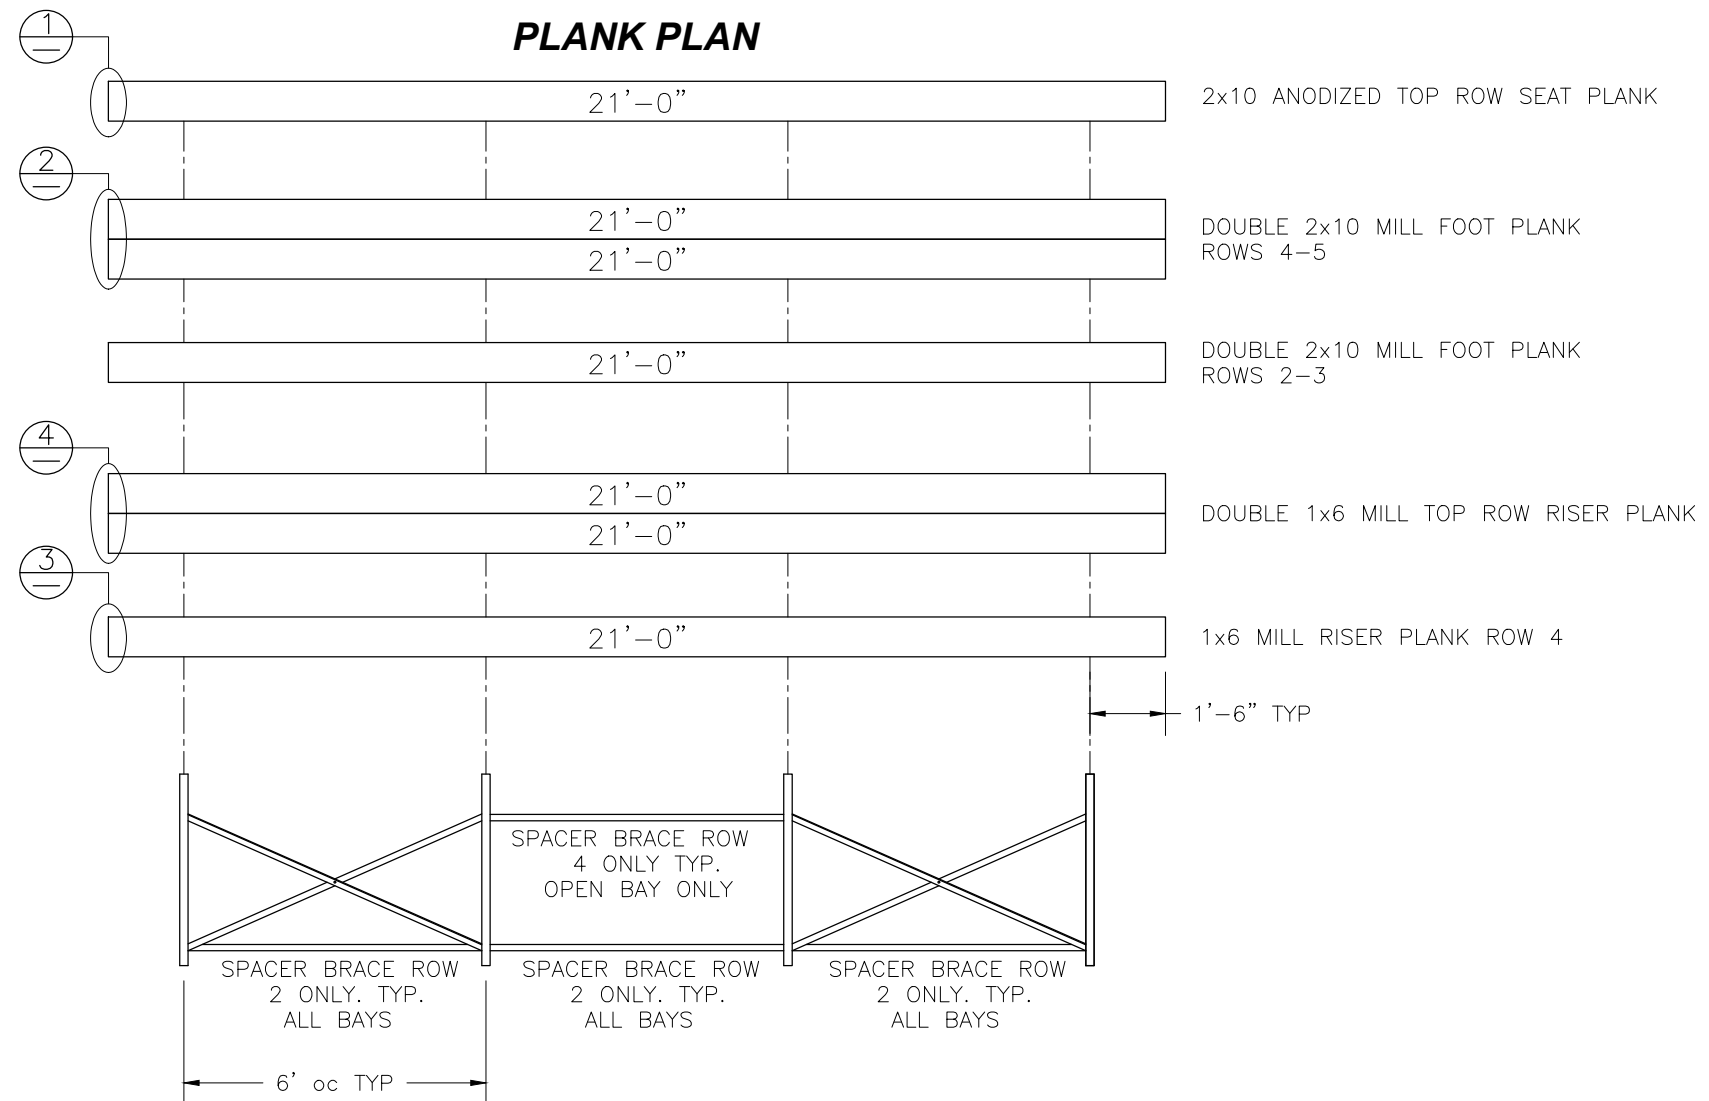 PLANK PLAN
1
21'-0"
2x10 ANODIZED TOP ROW SEAT PLANK
2
21'-0"
21'-0"
DOUBLE 2x10 MILL FOOT PLANK
ROWS 4-5
21'-0"
DOUBLE 2x10 MILL FOOT PLANK
ROWS 2-3
4
21'-0"
21'-0"
DOUBLE 1x6 MILL TOP ROW RISER PLANK
3
21'-0"
1x6 MILL RISER PLANK ROW 4
1'-6" TYP
SPACER BRACE ROW
4 ONLY TYP.
OPEN BAY ONLY
SPACER BRACE ROW
2 ONLY. TYP.
ALL BAYS
SPACER BRACE ROW
2 ONLY. TYP.
ALL BAYS
SPACER BRACE ROW
2 ONLY. TYP.
ALL BAYS
6' oc TYP